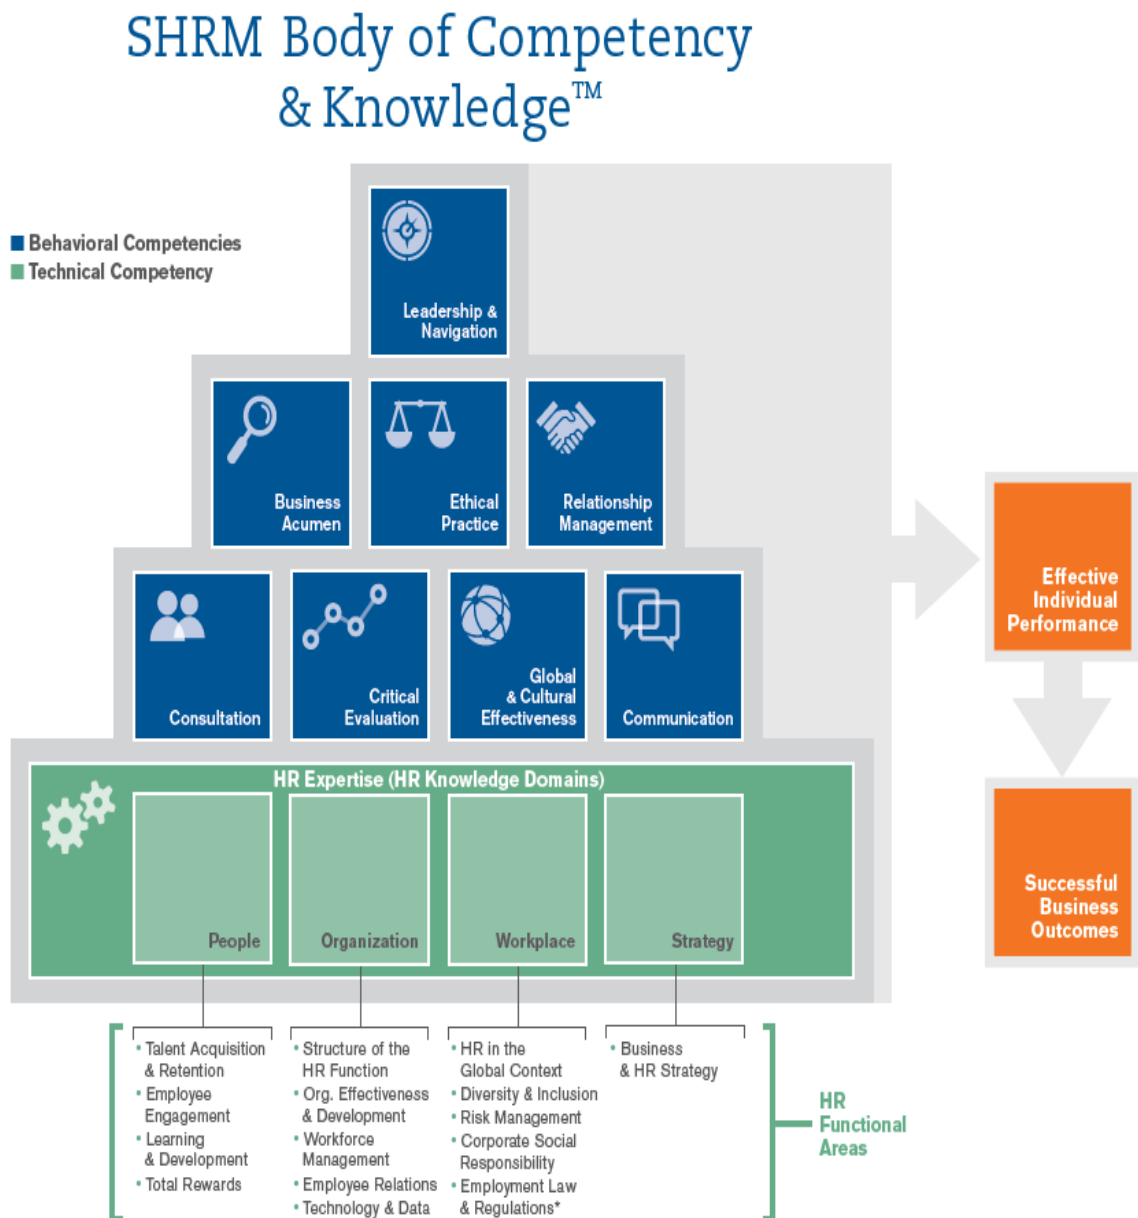 SHRM Body of Competency
& Knowledge™
Behavioral Competencies
Technical Competency
Leadership &
Navigation
Business
Acumen
Ethical
Practice
Relationship
Management
Consultation
Critical
Evaluation
Global
& Cultural
Effectiveness
Communication
Effective
Individual
Performance
Successful
Business
Outcomes
HR Expertise (HR Knowledge Domains)
People
Organization
Workplace
Strategy
• Talent Acquisition
& Retention
• Employee
Engagement
• Learning
& Development
• Total Rewards
• Structure of the
HR Function
• Org. Effectiveness
& Development
• Workforce
Management
• Employee Relations
• Technology & Data
• HR in the
Global Context
• Diversity & Inclusion
• Risk Management
• Corporate Social
Responsibility
• Employment Law
& Regulations*
• Business
& HR Strategy
HR
Functional
Areas